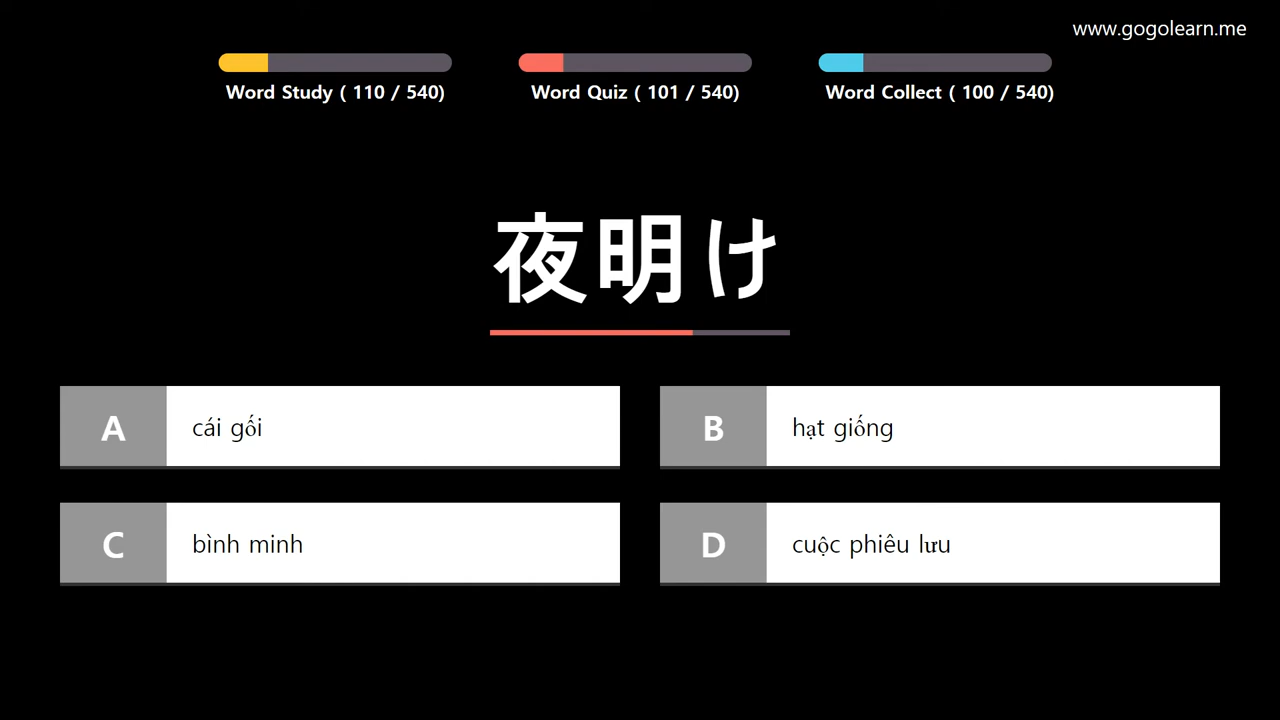 www.gogolearn.me
Word Study ( 110 / 540)
Word Quiz ( 101 / 540)
Word Collect ( 100 / 540)
夜明け
A
cái gối
B
hạt giống
C
bình minh
D
cuộc phiêu lưu